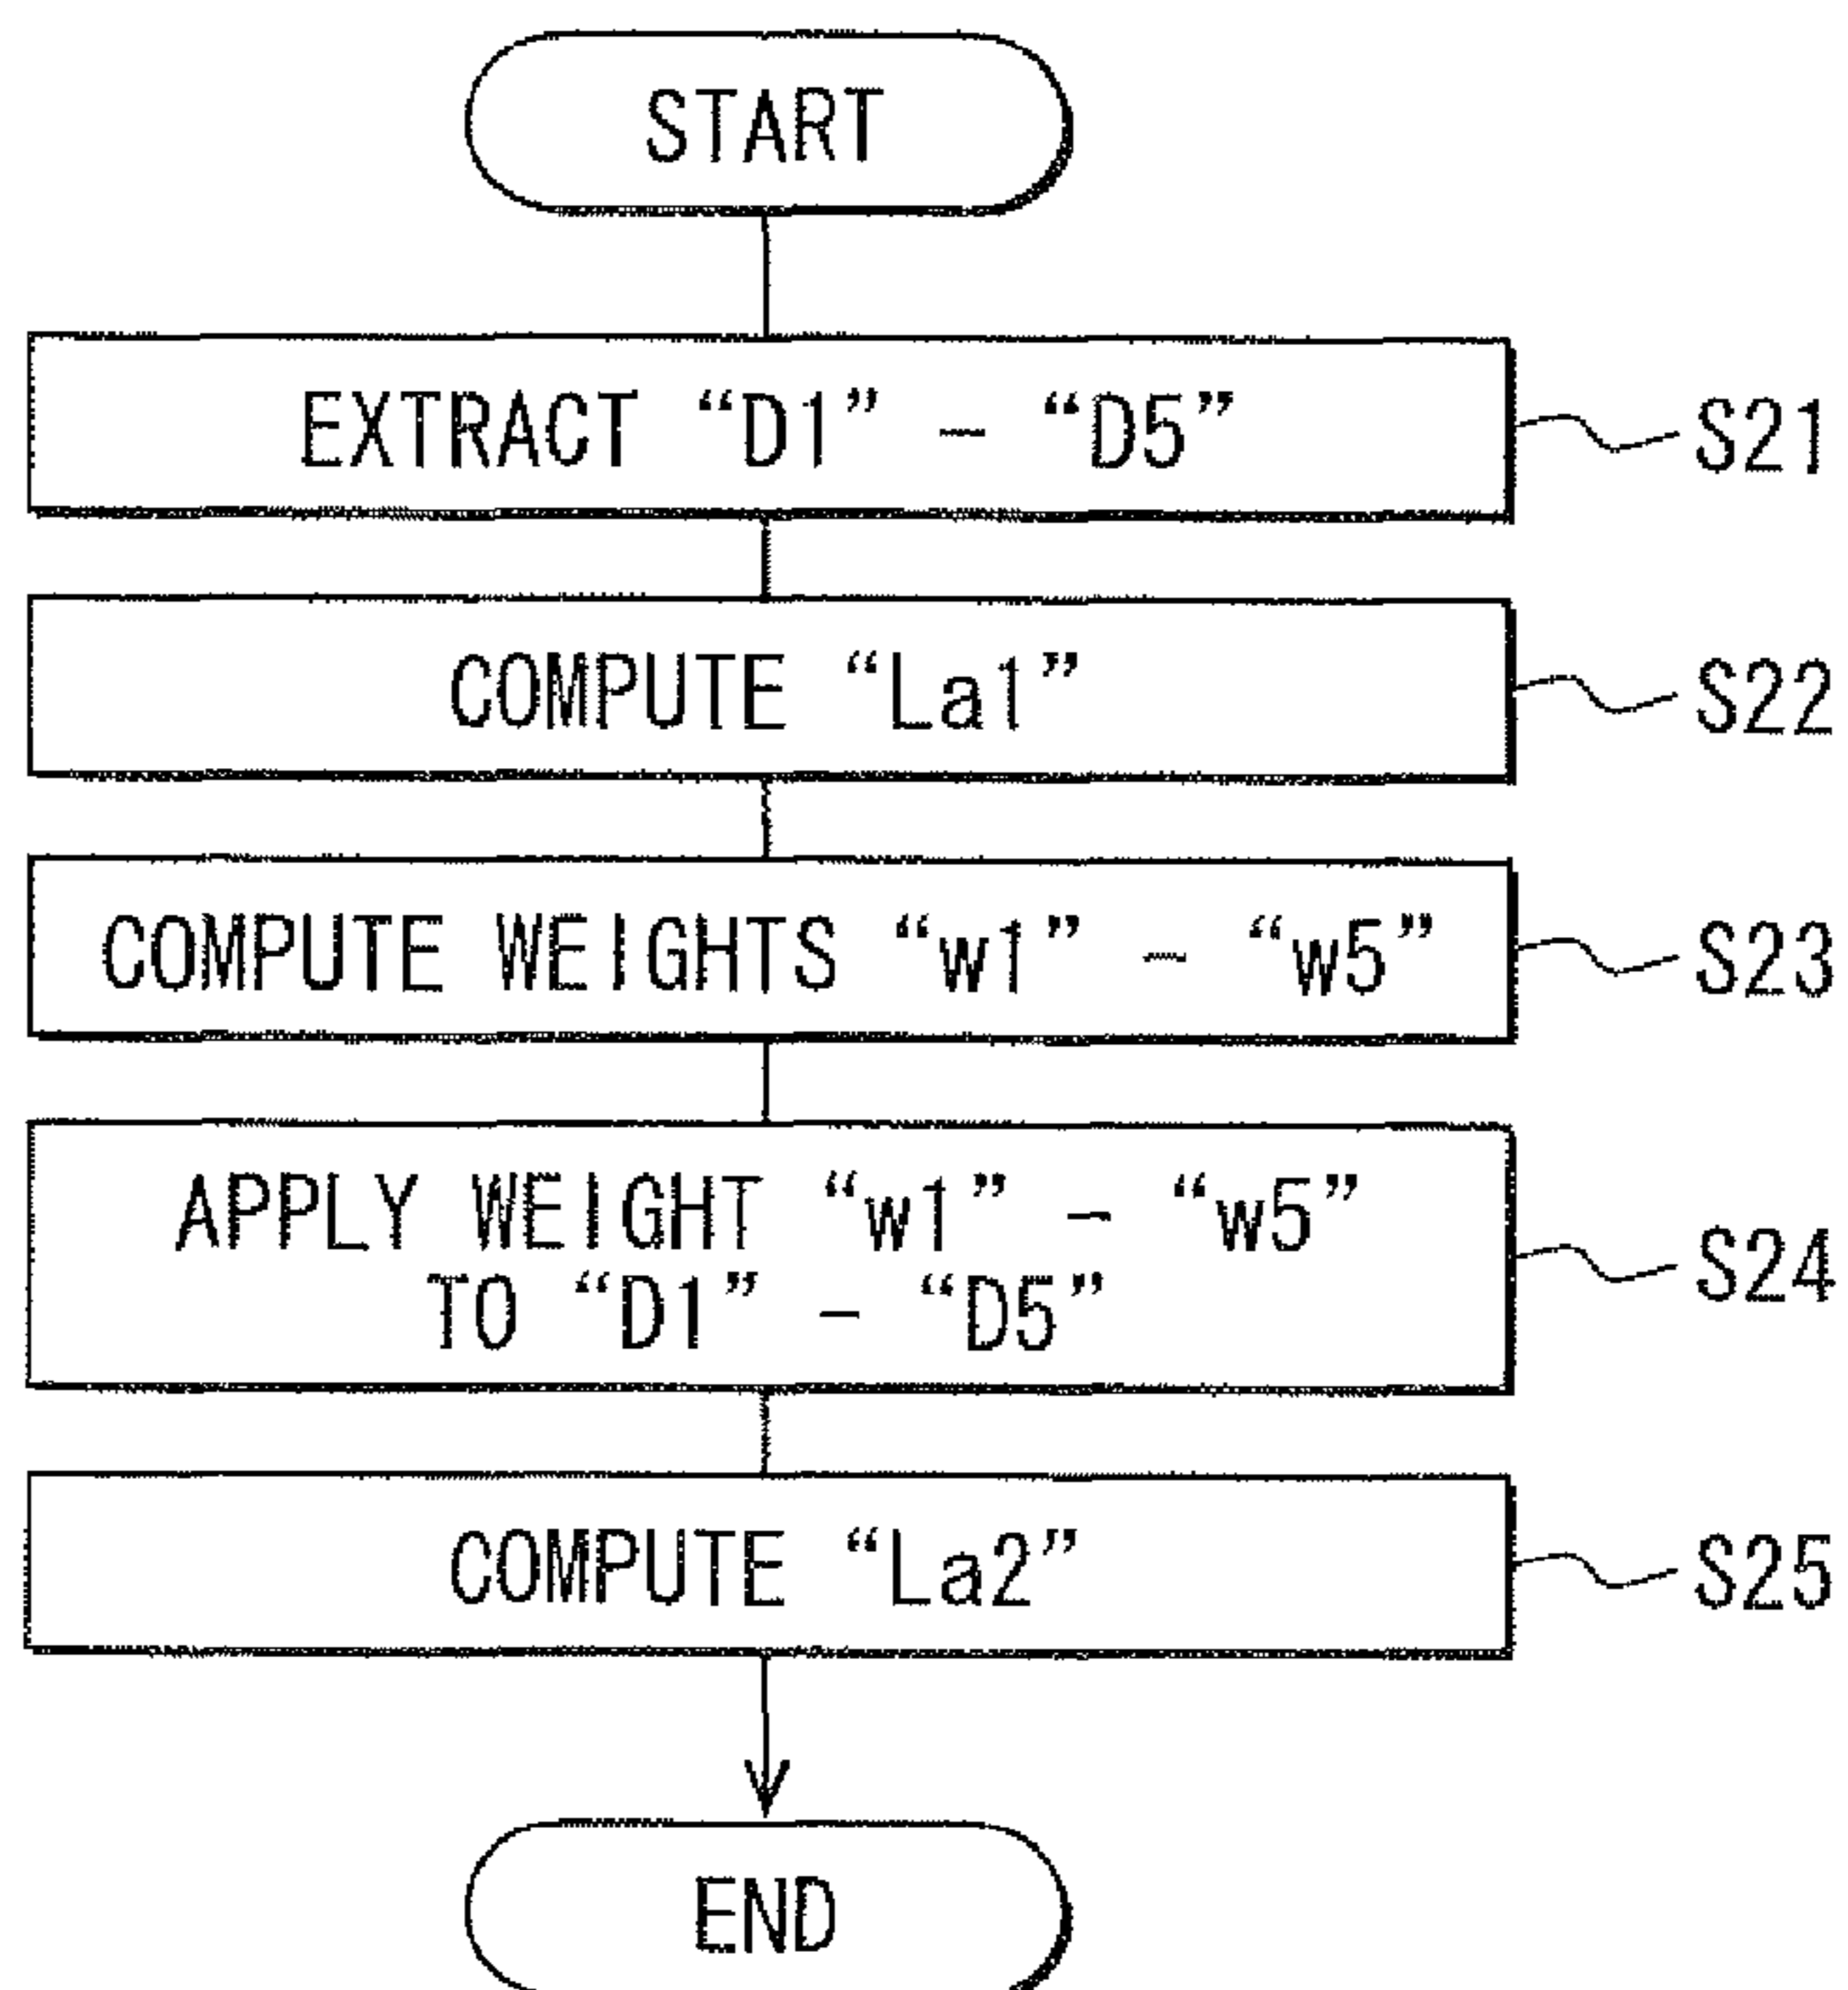 START
EXTRACT “D1” - “D5”
S21
COMPUTE “La1”
S22
COMPUTE WEIGHTS “w1” - “w5”
S23
APPLY WEIGHT “w1” - “w5”
TO “D1” - “D5”
S24
COMPUTE “La2”
S25
END